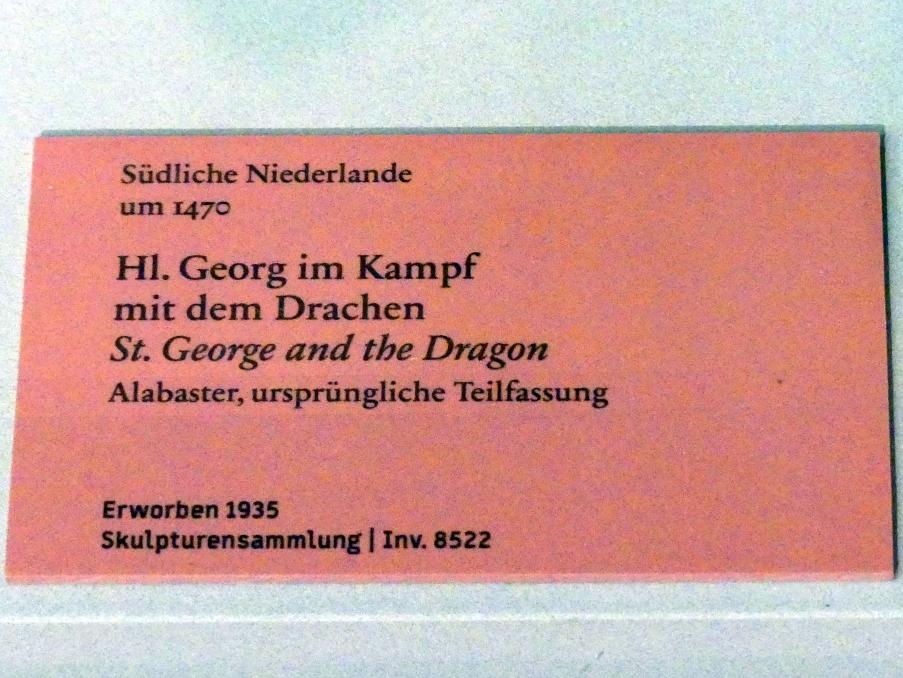 Südliche Niederlande
um 1470
Hl. Georg im Kampf
mit dem Drachen
St. George and the Dragon
Alabaster, ursprüngliche Teilfassung
Erworben 1935
Skulpturensammlung | Inv. 8522